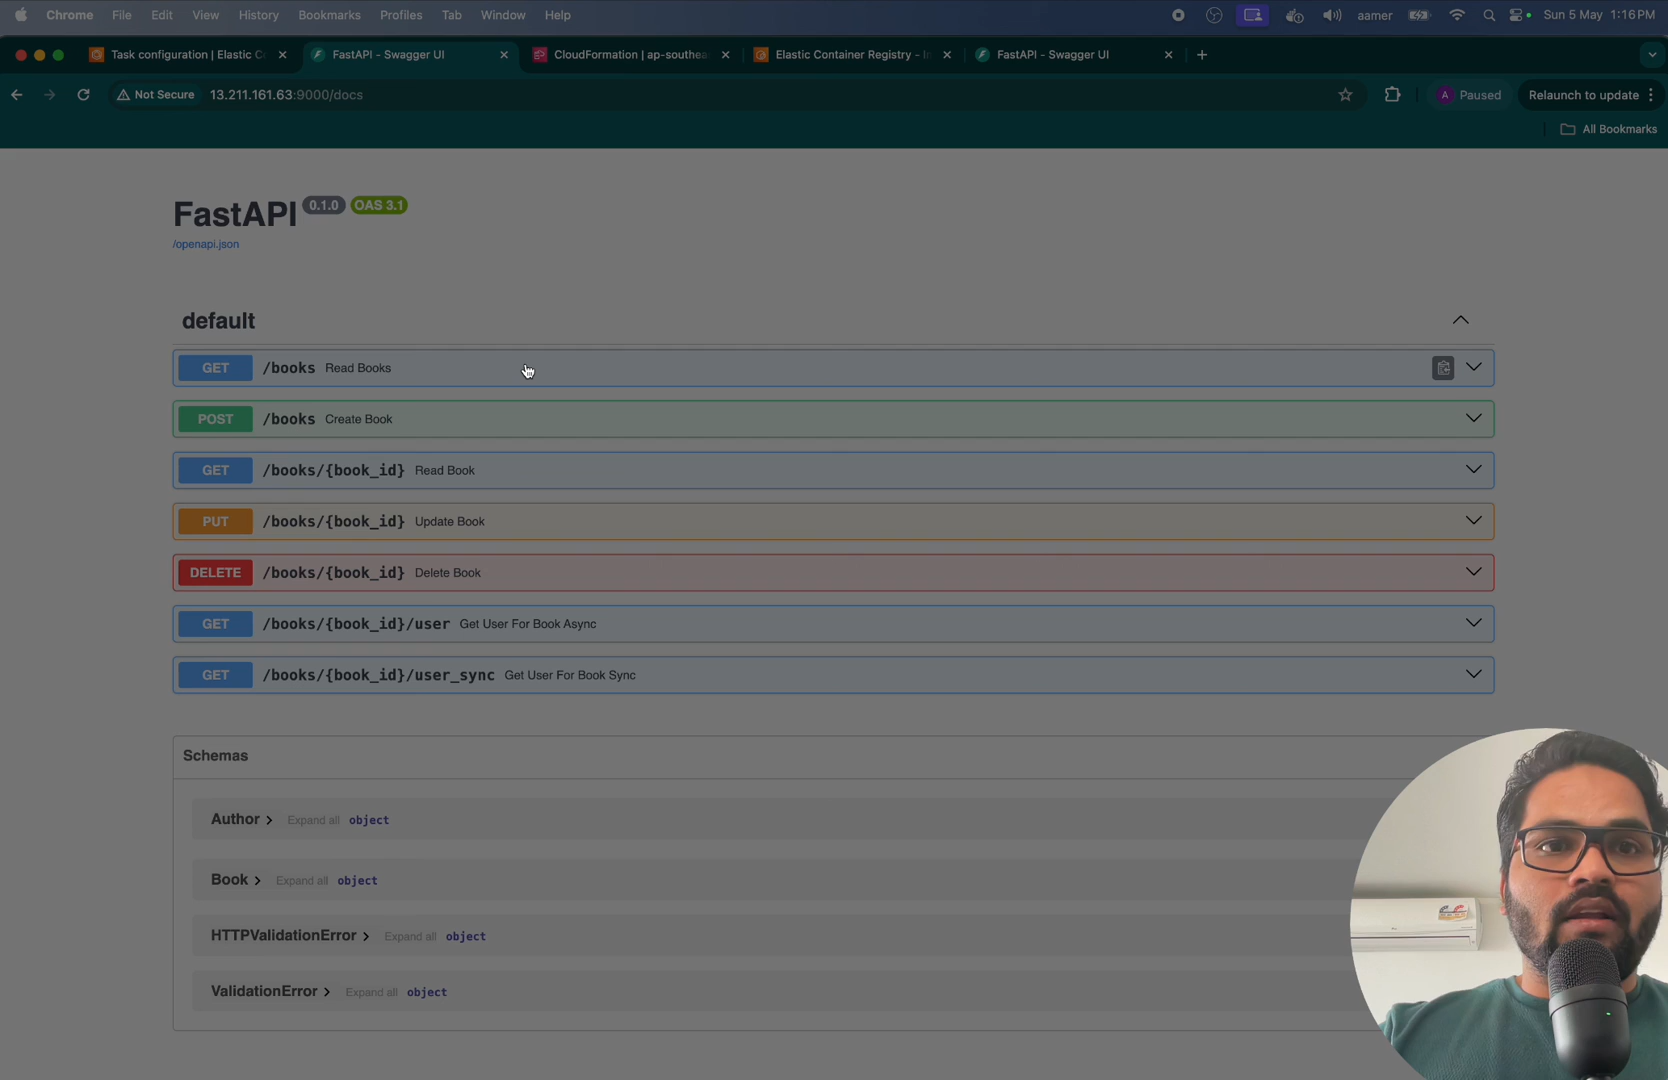 Chrome File Edit View History Bookmarks Profiles Tab Window Help aamer Sun 5 May 1:16 PM
Task configuration | Elastic C FastAPI - Swagger UI CloudFormation | ap-southea Elastic Container Registry - In FastAPI - Swagger UI
Not Secure 13.211.161.63:9000/docs A Paused Relaunch to update
All Bookmarks
FastAPI 0.1.0 OAS 3.1
/openapi.json
default
GET /books Read Books
POST /books Create Book
GET /books/{book_id} Read Book
PUT /books/{book_id} Update Book
DELETE /books/{book_id} Delete Book
GET /books/{book_id}/user Get User For Book Async
GET /books/{book_id}/user_sync Get User For Book Sync
Schemas
Author Expand all object
Book Expand all object
HTTPValidationError Expand all object
ValidationError Expand all object